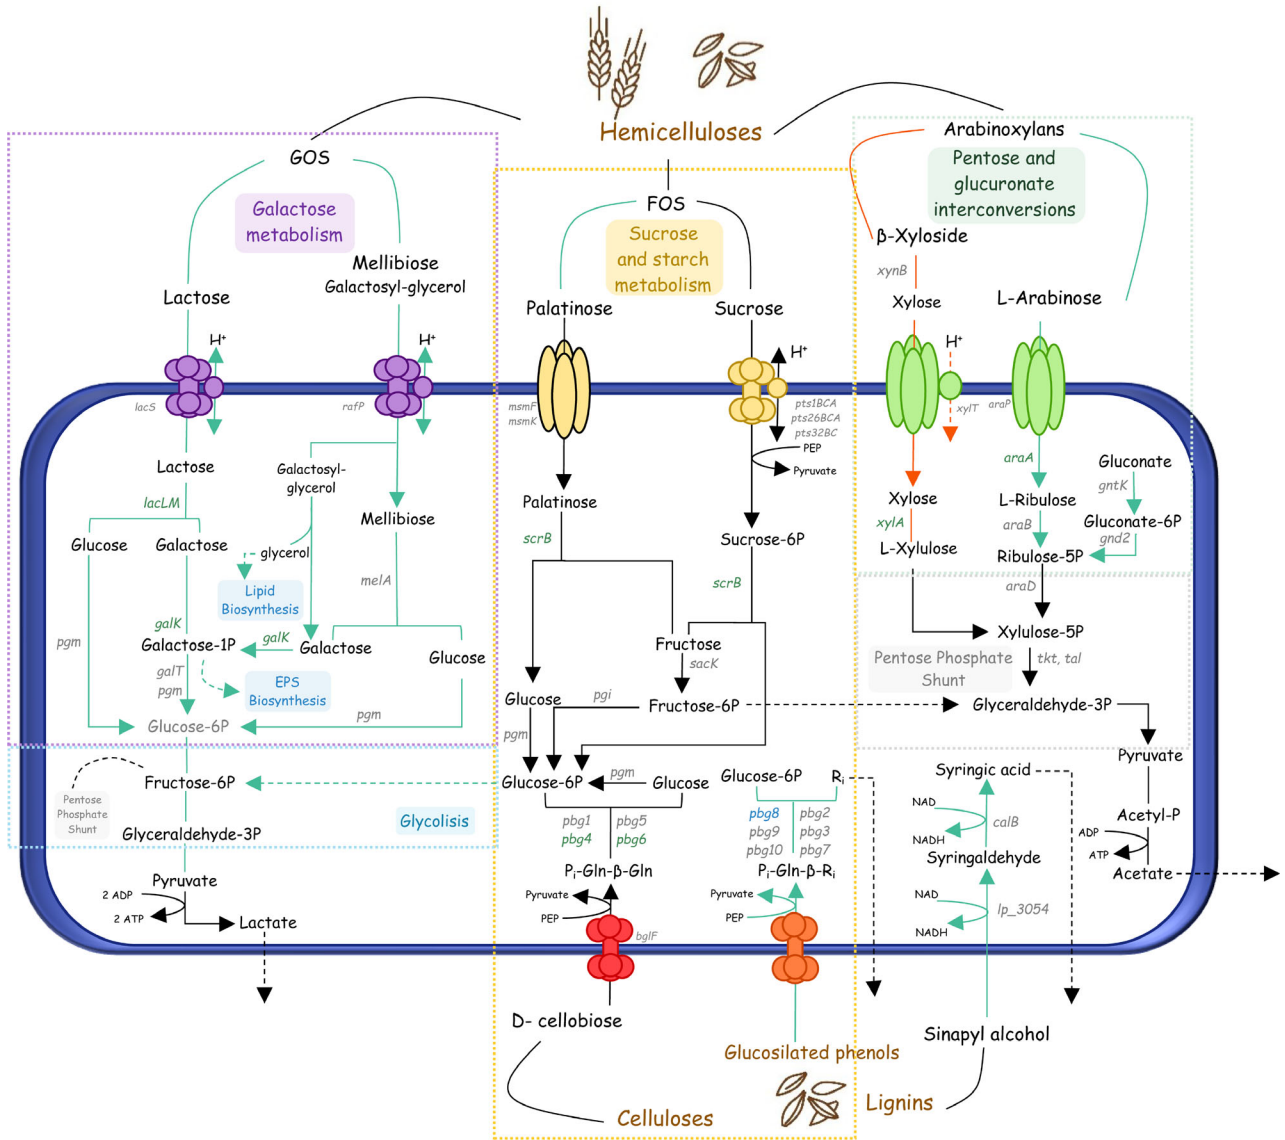 Hemicelluloses
GOS
Galactose
metabolism
Mellibiose
Galactosyl-glycerol
Lactose
H⁺
H⁺
lacS
rafP
Lactose
lacLM
Glucose
Galactose
Galactosyl-
glycerol
glycerol
Lipid
Biosynthesis
Mellibiose
melA
galK
Galactose-1P
galK
Galactose
Glucose
pgm
galT
pgm
EPS
Biosynthesis
pgm
Glucose-6P
Fructose-6P
Pentose
Phosphate
Shunt
Glycolisis
Glyceraldehyde-3P
Pyruvate
2 ADP
2 ATP
Lactate
FOS
Sucrose
and starch
metabolism
Palatinose
Sucrose
H⁺
msmF
msmK
pts1BCA
pts26BCA
pts32BC
PEP
Pyruvate
Palatinose
scrB
Sucrose-6P
scrB
Fructose
sacK
Glucose
pgi
Fructose-6P
pgm
Glucose-6P
pgm
Glucose
Glucose-6P
Ri
pbg1
pbg5
pbg4
pbg6
pbg8
pbg2
pbg9
pbg3
pbg10
pbg7
Pi-Gln-β-Gln
Pi-Gln-β-Ri
Pyruvate
PEP
Pyruvate
PEP
bglF
D- cellobiose
Glucosilated phenols
Celluloses
Lignins
Arabinoxylans
Pentose and
glucuronate
interconversions
β-Xyloside
xynB
Xylose
L-Arabinose
H⁺
xylT
araP
araA
Gluconate
gntK
Xylose
L-Ribulose
xylA
araB
Gluconate-6P
gnd2
L-Xylulose
Ribulose-5P
araD
Xylulose-5P
Pentose Phosphate
Shunt
tkt, tal
Glyceraldehyde-3P
Pyruvate
Syringic acid
NAD
calB
NADH
Acetyl-P
ADP
ATP
Syringaldehyde
Acetate
NAD
lp_3054
NADH
Sinapyl alcohol